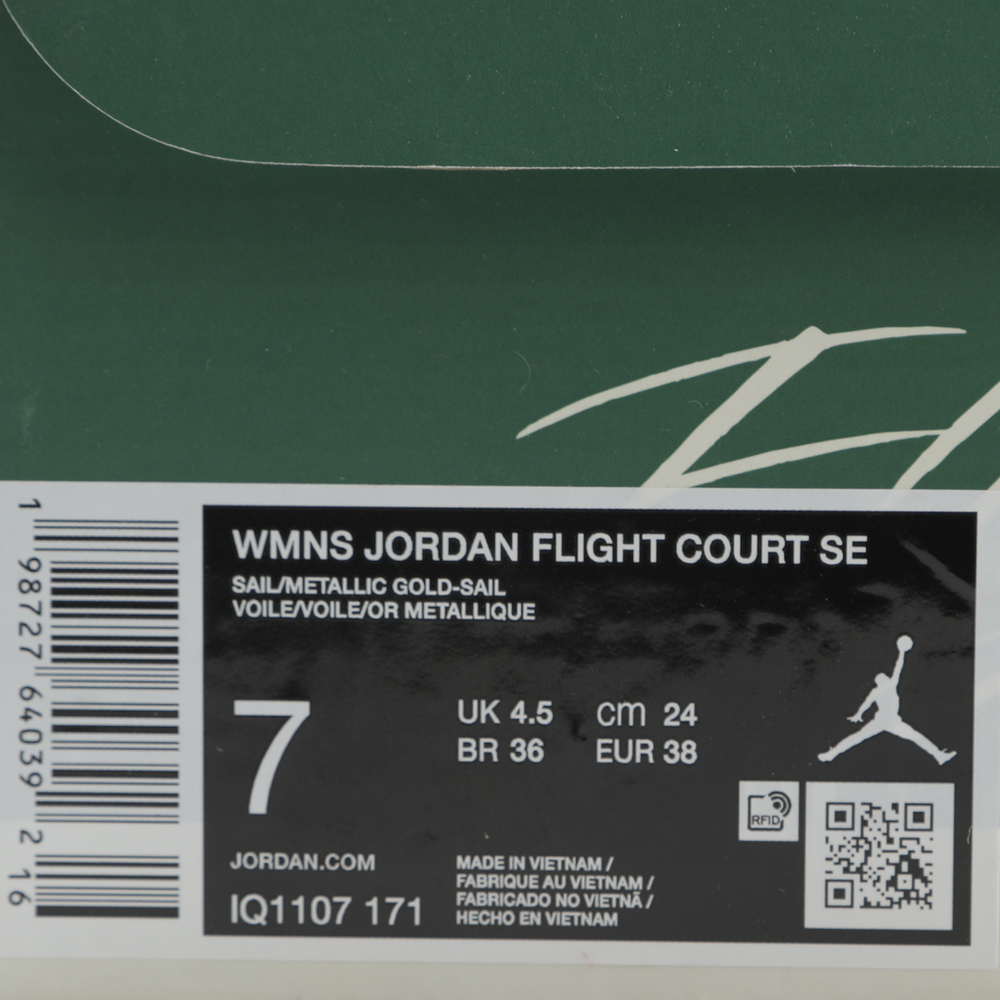 WMNS JORDAN FLIGHT COURT SE
SAIL/METALLIC GOLD-SAIL
VOILE/VOILE/OR METALLIQUE
7
UK 4.5 cm 24
BR 36 EUR 38
RFID
JORDAN.COM
IQ1107 171
MADE IN VIETNAM /
FABRIQUE AU VIETNAM /
FABRICADO NO VIETNÃ /
HECHO EN VIETNAM
1 98727 64039 2 16